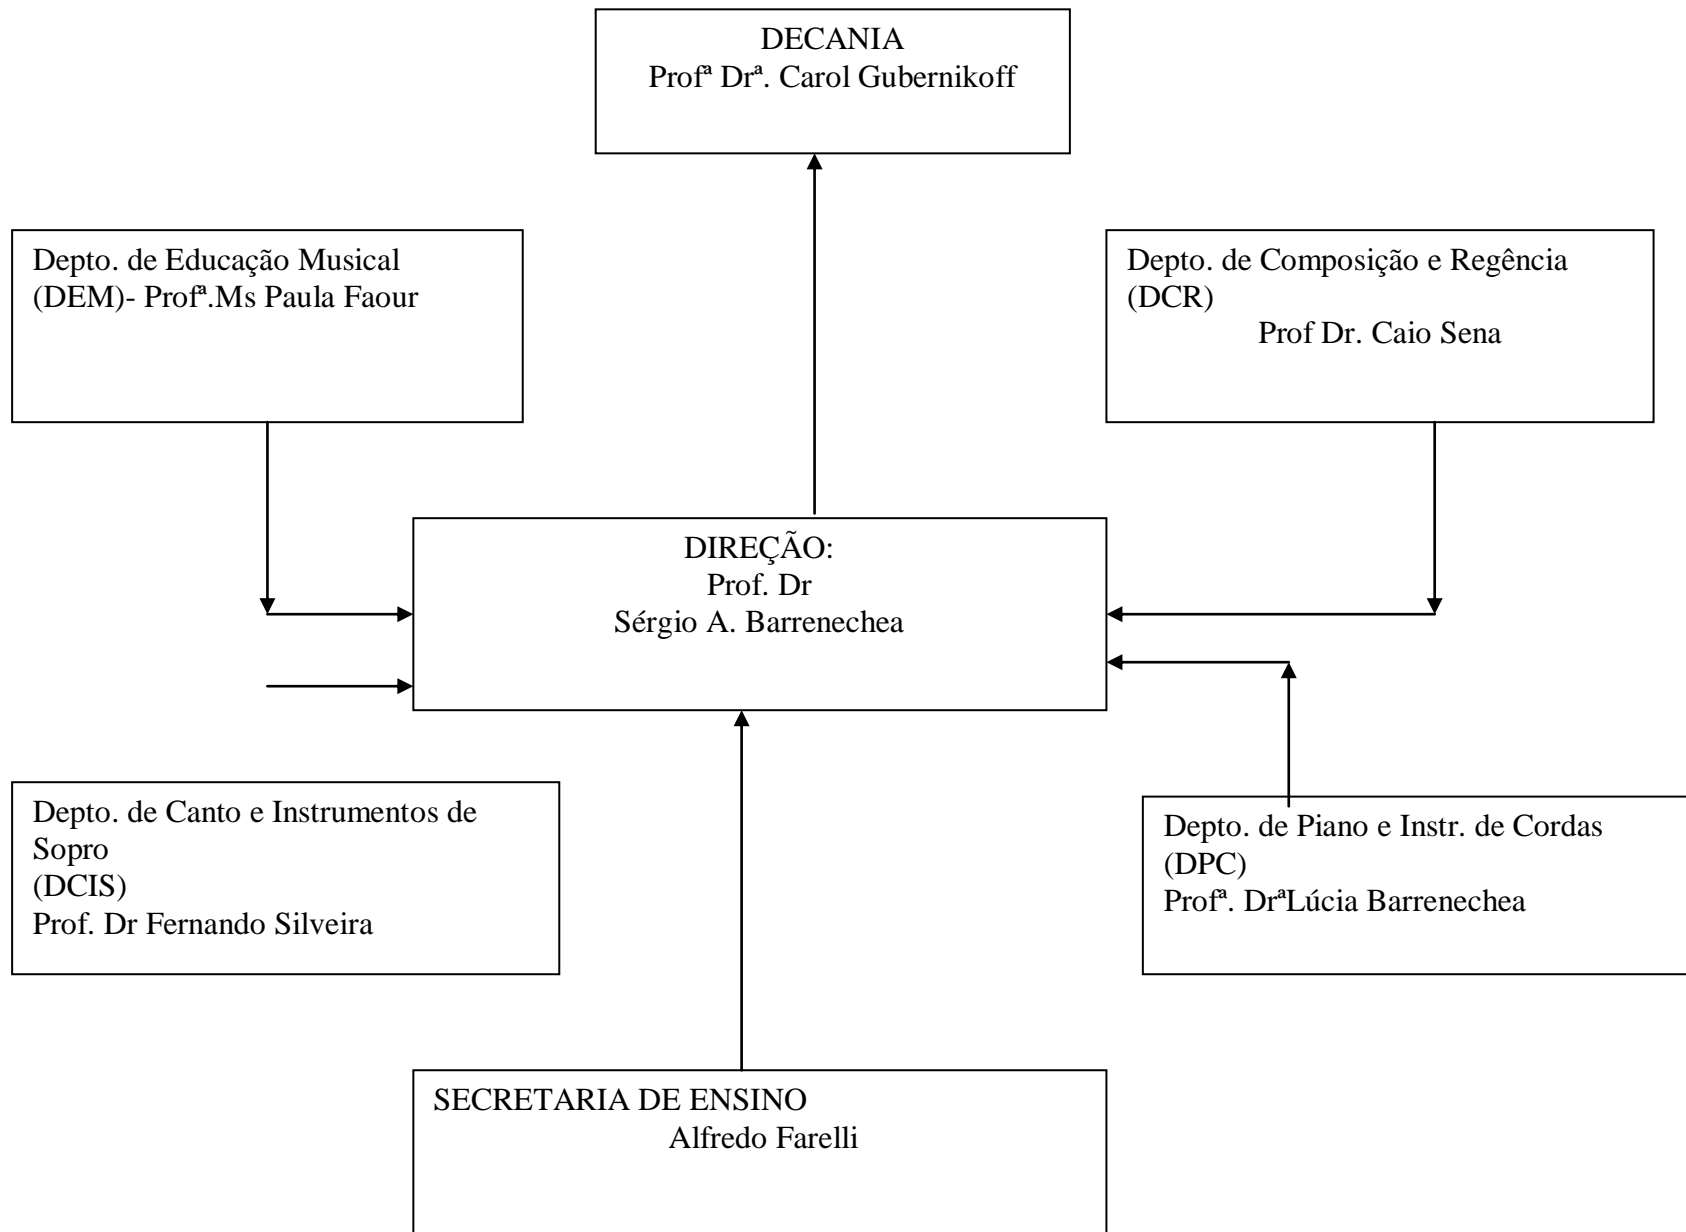 DECANIA
Profª Drª. Carol Gubernikoff
Depto. de Educação Musical
(DEM)- Profª.Ms Paula Faour
Depto. de Composição e Regência
(DCR)
Prof Dr. Caio Sena
DIREÇÃO:
Prof. Dr
Sérgio A. Barrenechea
Depto. de Canto e Instrumentos de
Sopro
(DCIS)
Prof. Dr Fernando Silveira
Depto. de Piano e Instr. de Cordas
(DPC)
Profª. DrªLúcia Barrenechea
SECRETARIA DE ENSINO
Alfredo Farelli